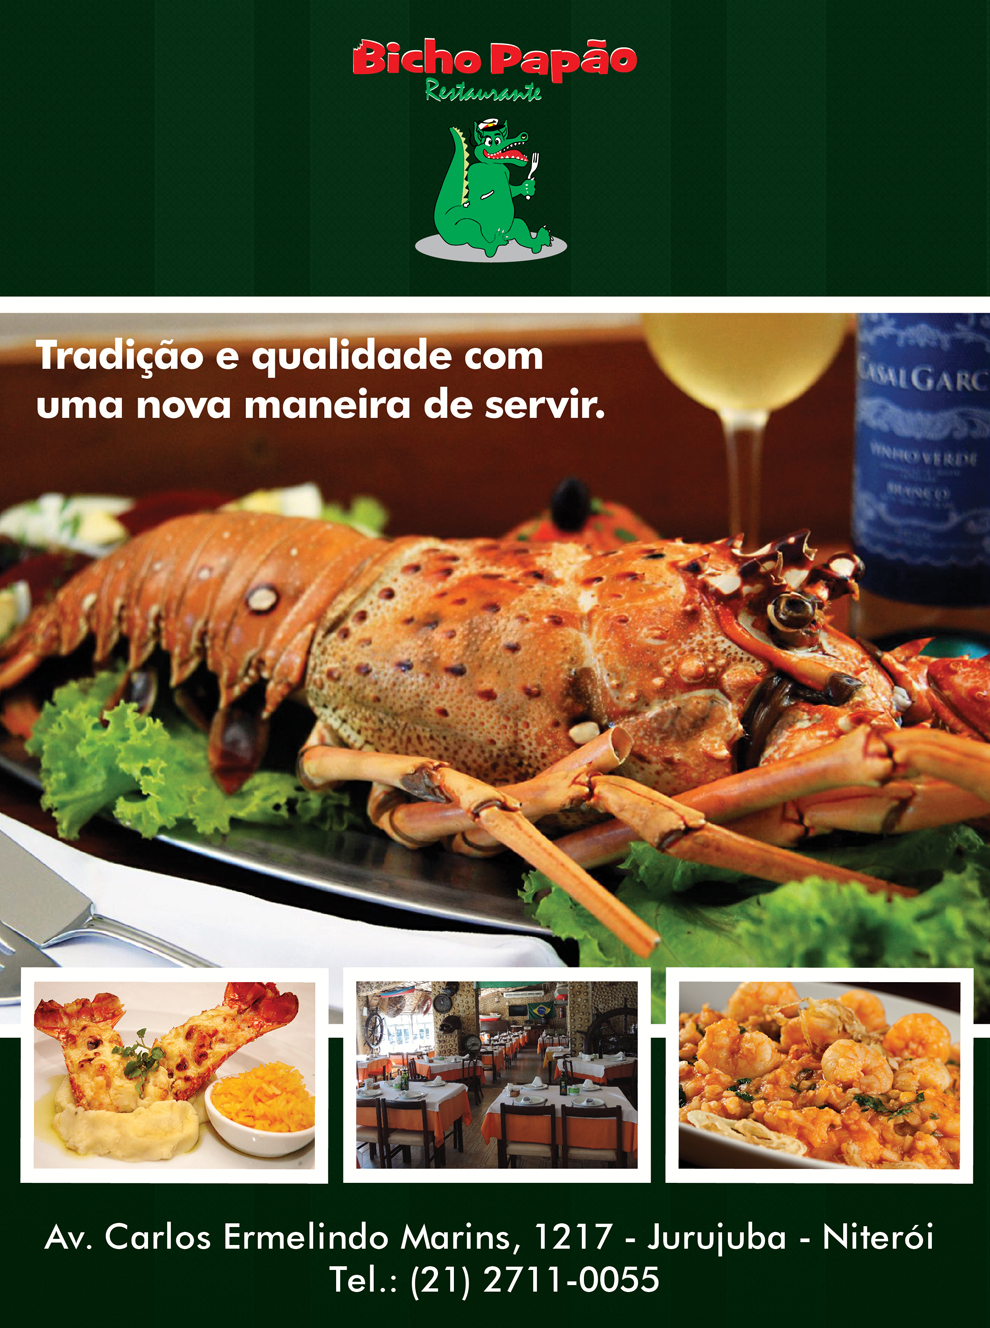 Bicho Papão
Restaurante
Tradição e qualidade com
uma nova maneira de servir.
CASALGARC
VINHO VERDE
BRANCO
Av. Carlos Ermelindo Marins, 1217 - Jurujuba - Niterói
Tel.: (21) 2711-0055